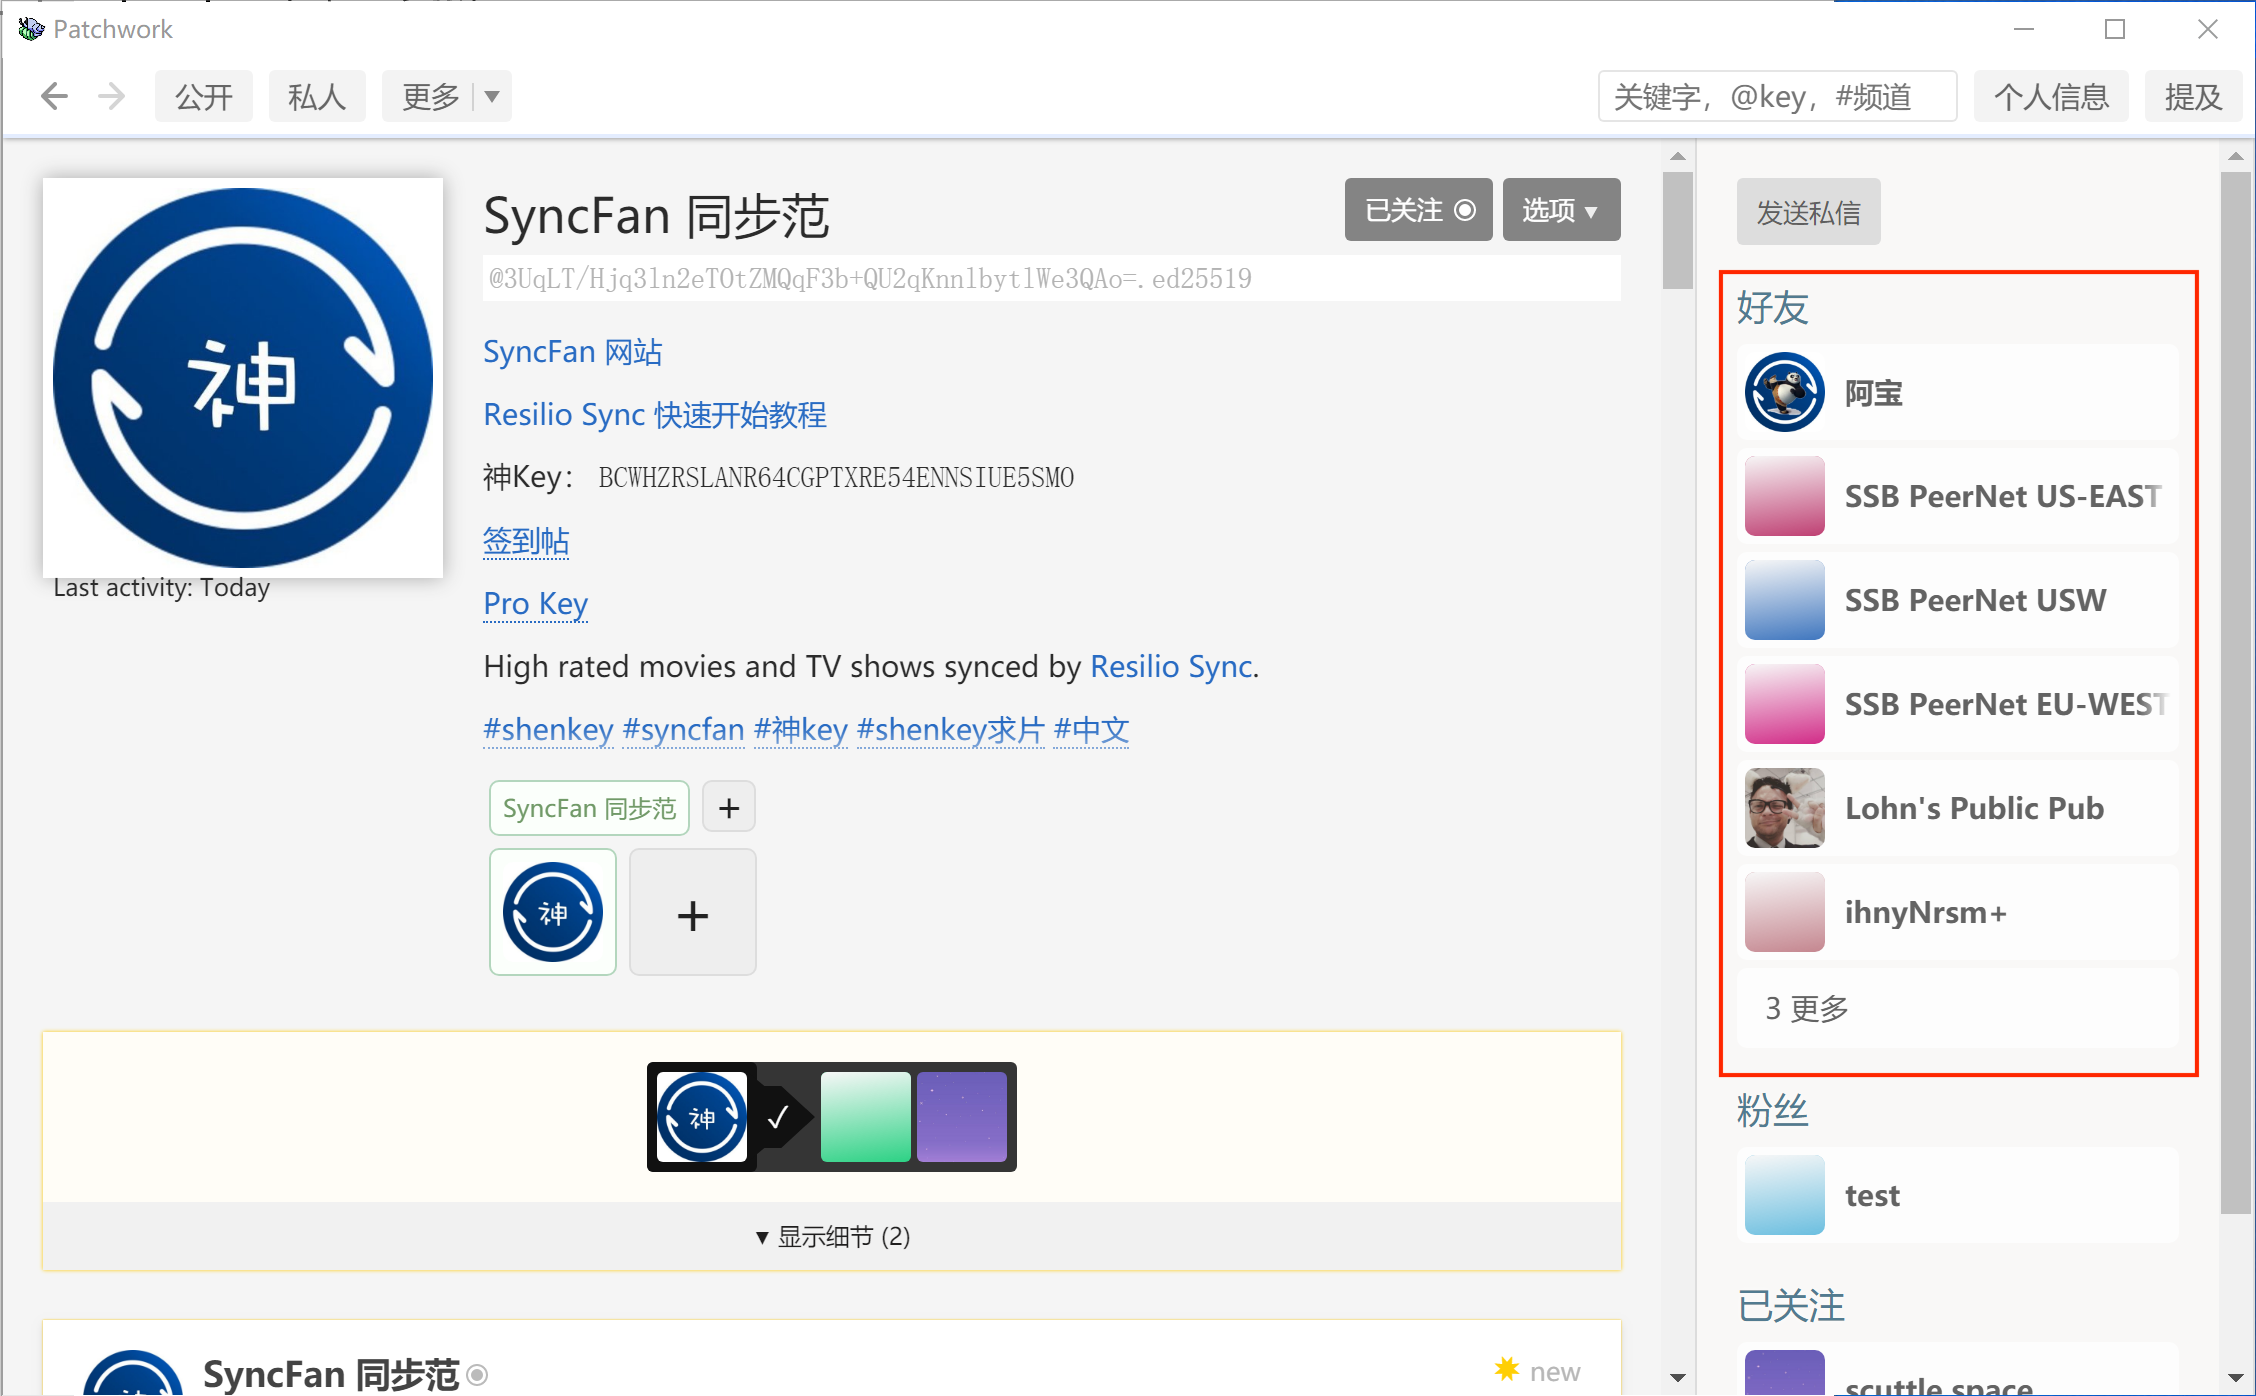 Patchwork
公开 私人 更多 ▼ 关键字，@key，#频道 个人信息 提及
神
Last activity: Today
SyncFan 同步范
已关注 选项 ▼
@3UqLT/Hjq3ln2eTOtZMQqF3b+QU2qKnnlbytlWe3QAo=.ed25519
SyncFan 网站
Resilio Sync 快速开始教程
神Key： BCWHZRSLANR64CGPTXRE54ENNSIUE5SMO
签到帖
Pro Key
High rated movies and TV shows synced by Resilio Sync.
#shenkey #syncfan #神key #shenkey求片 #中文
SyncFan 同步范 +
神 +
神 ✓
▼ 显示细节 (2)
SyncFan 同步范
new
发送私信
好友
阿宝
SSB PeerNet US-EAST
SSB PeerNet USW
SSB PeerNet EU-WEST
Lohn's Public Pub
ihnyNrsm+
3 更多
粉丝
test
已关注
scuttle space